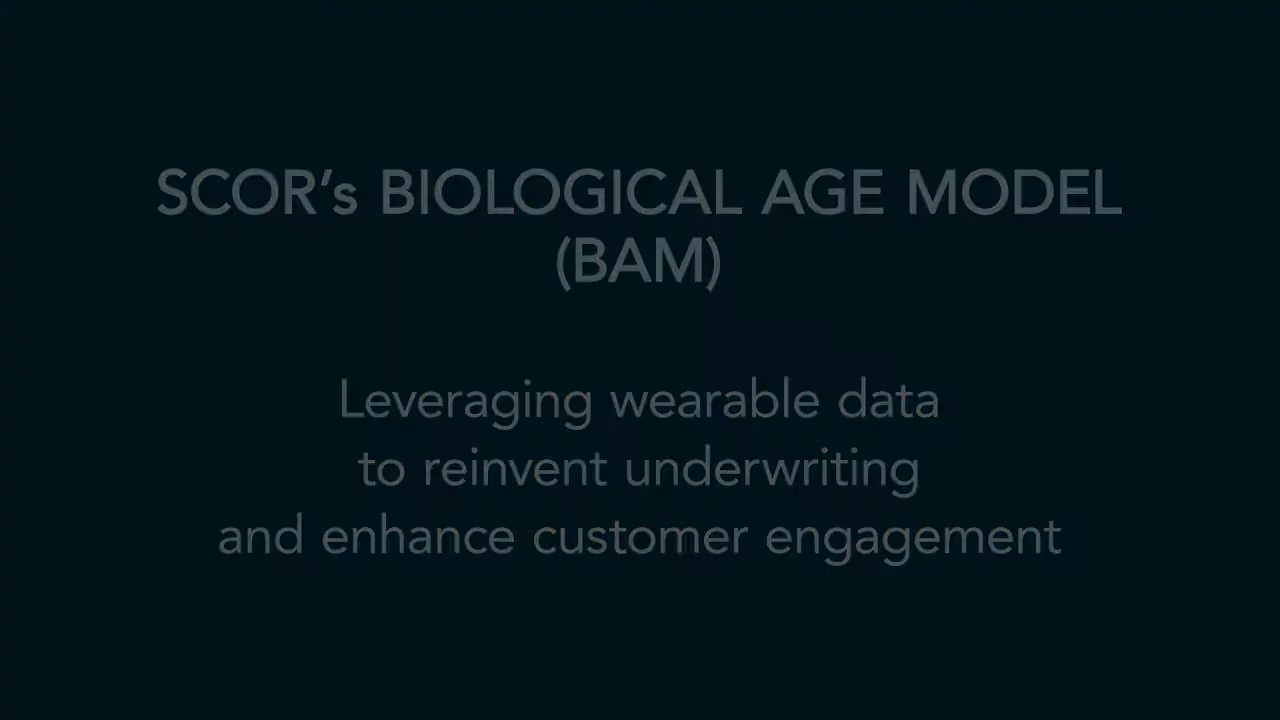 SCOR’s BIOLOGICAL AGE MODEL
(BAM)
Leveraging wearable data
to reinvent underwriting
and enhance customer engagement